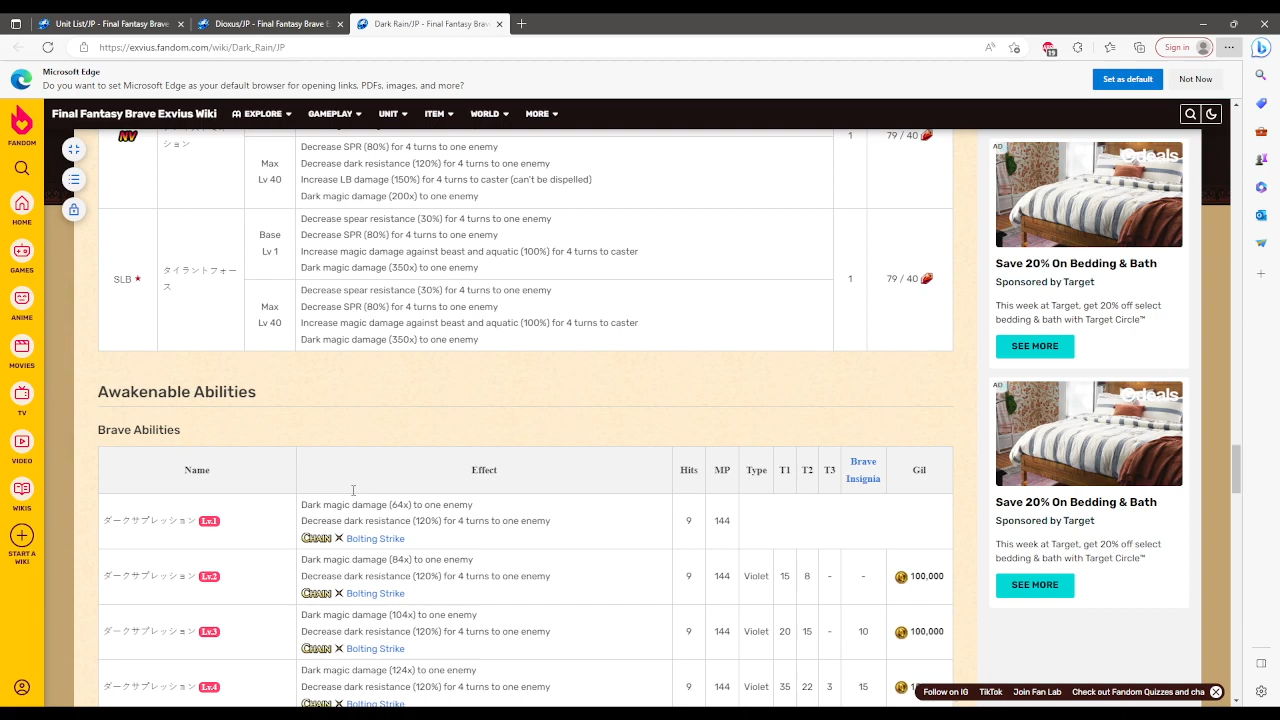 Unit List/JP - Final Fantasy Brave
Dioxus/JP - Final Fantasy Brave E
Dark Rain/JP - Final Fantasy Brav
https://exvius.fandom.com/wiki/Dark_Rain/JP
19
Sign in
Microsoft Edge
Do you want to set Microsoft Edge as your default browser for opening links, PDFs, images and more?
Set as default
Not Now
Final Fantasy Brave Exvius Wiki
EXPLORE
GAMEPLAY
UNIT
ITEM
WORLD
MORE
FANDOM
HOME
GAMES
ANIME
MOVIES
TV
VIDEO
WIKIS
START A
WIKI
NV
ション
1
79 / 40
Decrease SPR (80%) for 4 turns to one enemy
Max
Lv 40
Decrease dark resistance (120%) for 4 turns to one enemy
Increase LB damage (150%) for 4 turns to caster (can't be dispelled)
Dark magic damage (200x) to one enemy
SLB ★
タイラントフォー
ス
Base
Lv 1
Decrease spear resistance (30%) for 4 turns to one enemy
Decrease SPR (80%) for 4 turns to one enemy
Increase magic damage against beast and aquatic (100%) for 4 turns to caster
Dark magic damage (350x) to one enemy
1
79 / 40
Max
Lv 40
Decrease spear resistance (30%) for 4 turns to one enemy
Decrease SPR (80%) for 4 turns to one enemy
Increase magic damage against beast and aquatic (100%) for 4 turns to caster
Dark magic damage (350x) to one enemy
Awakenable Abilities
Brave Abilities
Name Effect Hits MP Type T1 T2 T3 Brave Insignia Gil
ダークサプレッション Lv.1
Dark magic damage (64x) to one enemy
Decrease dark resistance (120%) for 4 turns to one enemy
CHAIN Bolting Strike
9 144
ダークサプレッション Lv.2
Dark magic damage (84x) to one enemy
Decrease dark resistance (120%) for 4 turns to one enemy
CHAIN Bolting Strike
9 144 Violet 15 8 - - 100,000
ダークサプレッション Lv.3
Dark magic damage (104x) to one enemy
Decrease dark resistance (120%) for 4 turns to one enemy
CHAIN Bolting Strike
9 144 Violet 20 15 - 10 100,000
ダークサプレッション Lv.4
Dark magic damage (124x) to one enemy
Decrease dark resistance (120%) for 4 turns to one enemy
CHAIN Bolting Strike
9 144 Violet 35 22 3 15
AD
deals
Save 20% On Bedding & Bath
Sponsored by Target
This week at Target, get 20% off select
bedding & bath with Target Circle™
SEE MORE
AD
deals
Save 20% On Bedding & Bath
Sponsored by Target
This week at Target, get 20% off select
bedding & bath with Target Circle™
SEE MORE
Follow on IG TikTok Join Fan Lab Check out Fandom Quizzes and cha